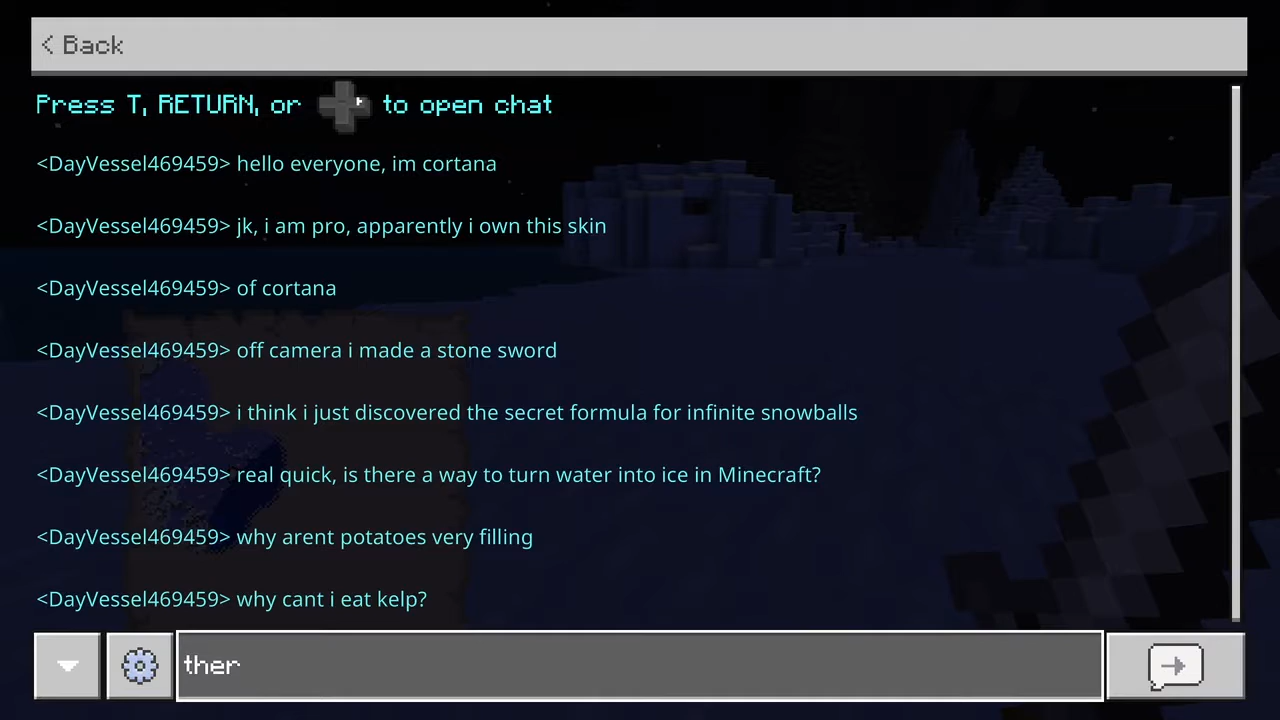 Back
Press T, RETURN, or to open chat
<DayVessel469459> hello everyone, im cortana
<DayVessel469459> jk, i am pro, apparently i own this skin
<DayVessel469459> of cortana
<DayVessel469459> off camera i made a stone sword
<DayVessel469459> i think i just discovered the secret formula for infinite snowballs
<DayVessel469459> real quick, is there a way to turn water into ice in Minecraft?
<DayVessel469459> why arent potatoes very filling
<DayVessel469459> why cant i eat kelp?
ther